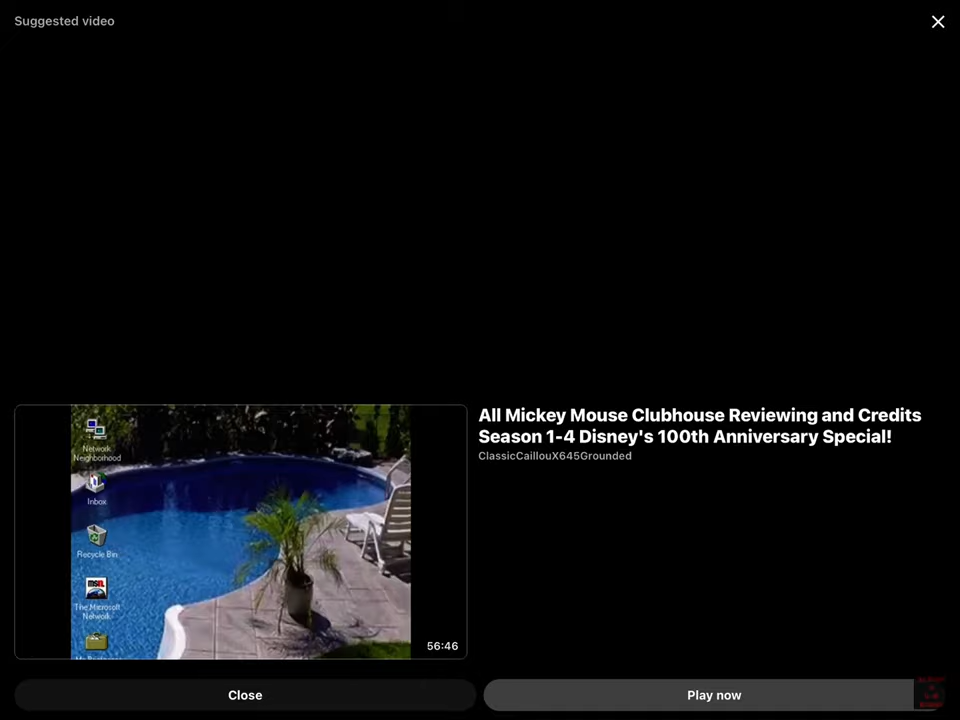 Suggested video
All Mickey Mouse Clubhouse Reviewing and Credits
Season 1-4 Disney's 100th Anniversary Special!
ClassicCaillouX645Grounded
Network
Neighborhood
Inbox
Recycle Bin
msn.
The Microsoft
Network
56:46
Close
Play now